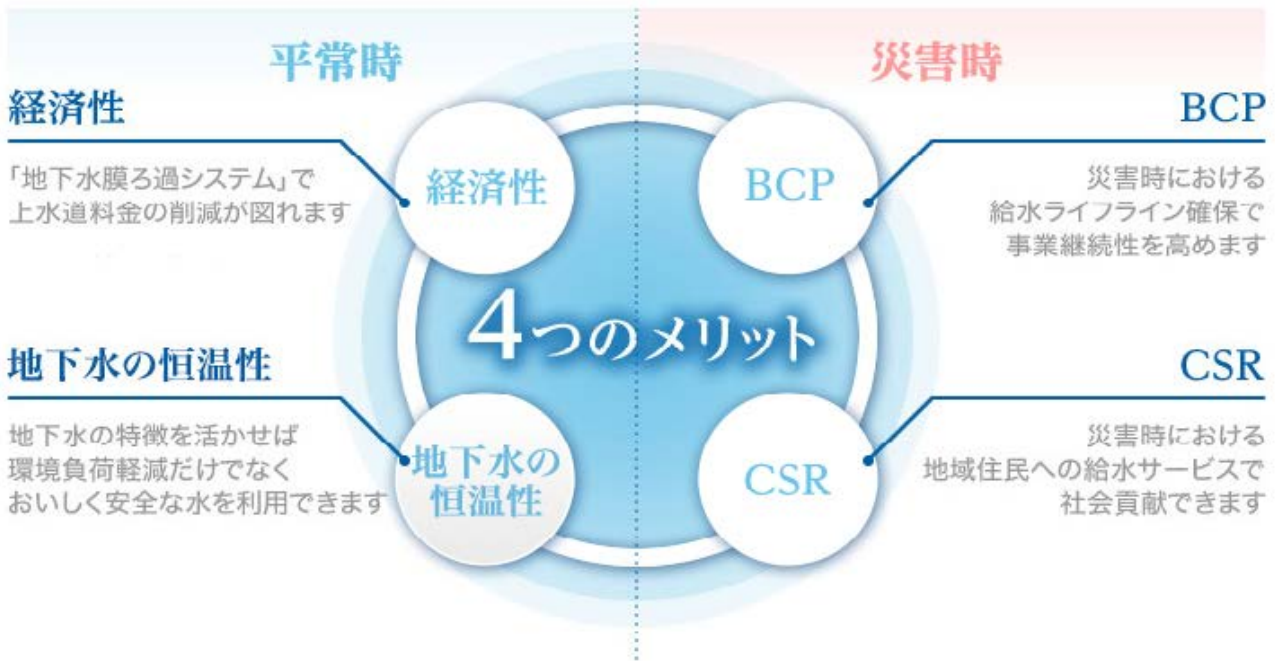 平常時
災害時
経済性
「地下水膜ろ過システム」で
上水道料金の削減が図れます
経済性
BCP
BCP
災害時における
給水ライフライン確保で
事業継続性を高めます
4つのメリット
地下水の恒温性
地下水の特徴を活かせば
環境負荷軽減だけでなく
おいしく安全な水を利用できます
地下水の
恒温性
CSR
CSR
災害時における
地域住民への給水サービスで
社会貢献できます